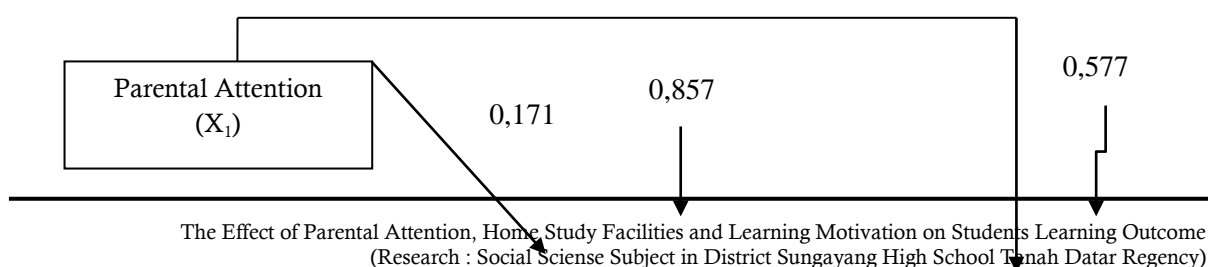 0,577
Parental Attention
(X1)
0,857
0,171
The Effect of Parental Attention, Home Study Facilities and Learning Motivation on Students Learning Outcome
(Research : Social Sciense Subject in District Sungayang High School Tanah Datar Regency)